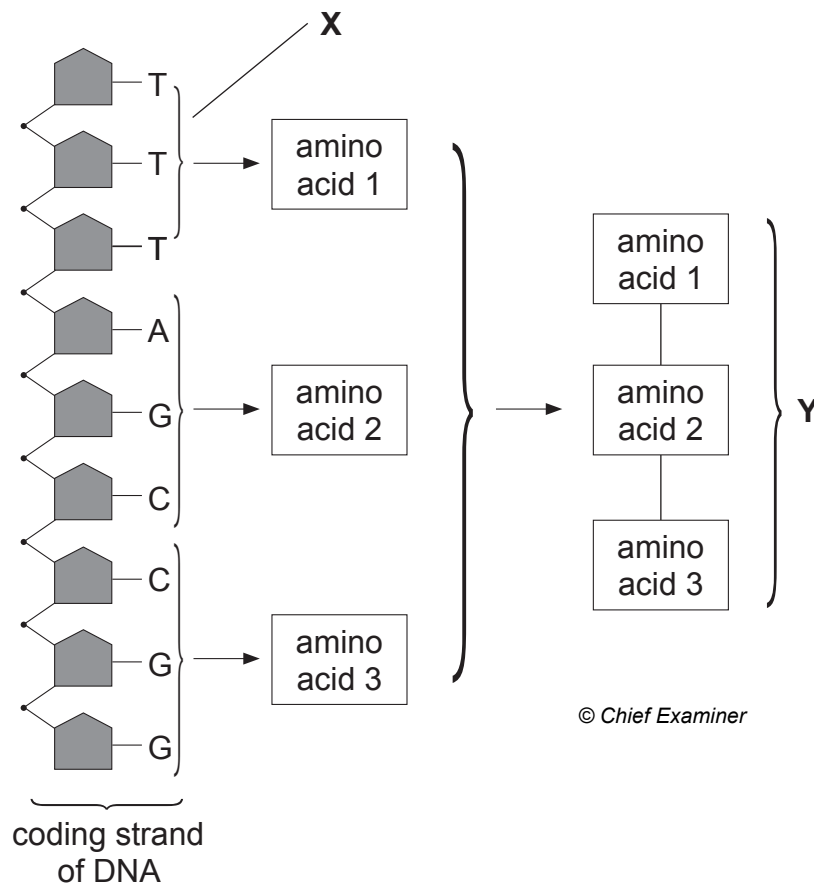 X
T
T
T
A
G
C
C
G
G
amino
acid 1
amino
acid 2
amino
acid 3
amino
acid 1
amino
acid 2
amino
acid 3
Y
© Chief Examiner
coding strand
of DNA